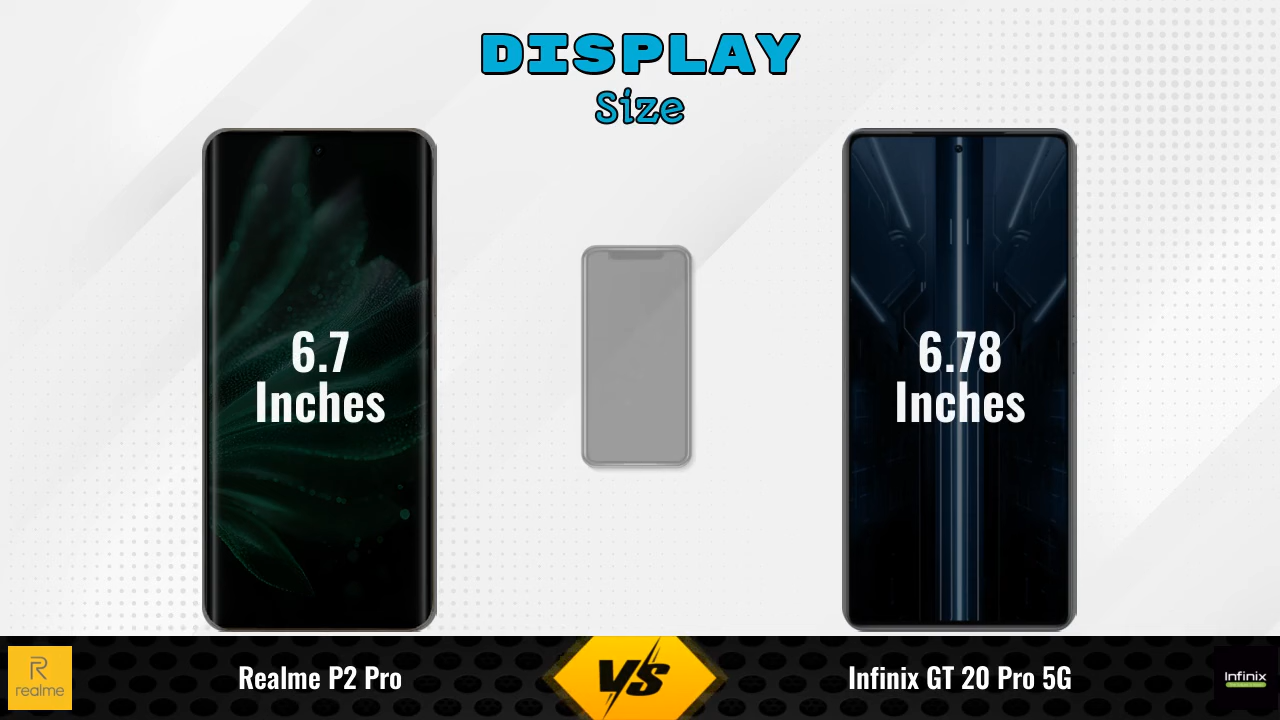 DISPLAY
Size
6.7
Inches
6.78
Inches
realme
Realme P2 Pro
VS
Infinix GT 20 Pro 5G
Infinix